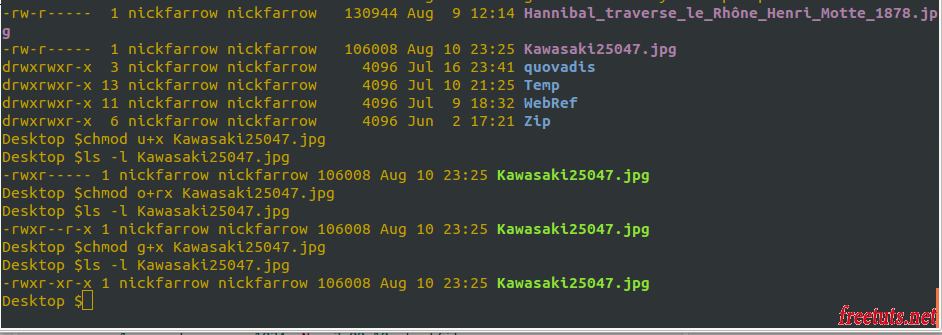 -rw-r----- 1 nickfarrow nickfarrow 130944 Aug 9 12:14 Hannibal_traverse_le_Rhône_Henri_Motte_1878.jp
g
-rw-r----- 1 nickfarrow nickfarrow 106008 Aug 10 23:25 Kawasaki25047.jpg
drwxrwxr-x 3 nickfarrow nickfarrow 4096 Jul 16 23:41 quovadis
drwxrwxr-x 13 nickfarrow nickfarrow 4096 Jul 10 21:25 Temp
drwxrwxr-x 11 nickfarrow nickfarrow 4096 Jul 9 18:32 WebRef
drwxrwxr-x 6 nickfarrow nickfarrow 4096 Jun 2 17:21 Zip
Desktop $chmod u+x Kawasaki25047.jpg
Desktop $ls -l Kawasaki25047.jpg
-rwxr----- 1 nickfarrow nickfarrow 106008 Aug 10 23:25 Kawasaki25047.jpg
Desktop $chmod o+rx Kawasaki25047.jpg
Desktop $ls -l Kawasaki25047.jpg
-rwxr--r-x 1 nickfarrow nickfarrow 106008 Aug 10 23:25 Kawasaki25047.jpg
Desktop $chmod g+x Kawasaki25047.jpg
Desktop $ls -l Kawasaki25047.jpg
-rwxr-xr-x 1 nickfarrow nickfarrow 106008 Aug 10 23:25 Kawasaki25047.jpg
Desktop $
freetuts.net